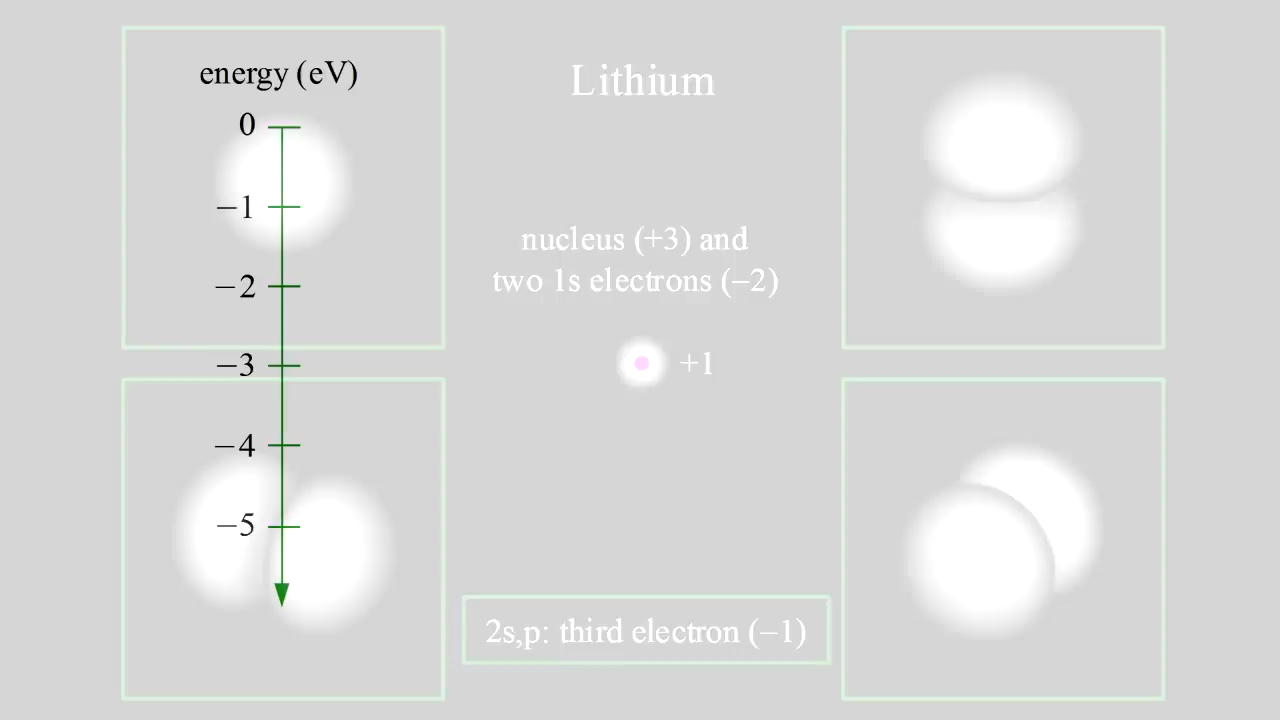 Lithium
energy (eV)
0
−1
−2
−3
−4
−5
nucleus (+3) and
two 1s electrons (−2)
+1
2s,p: third electron (−1)